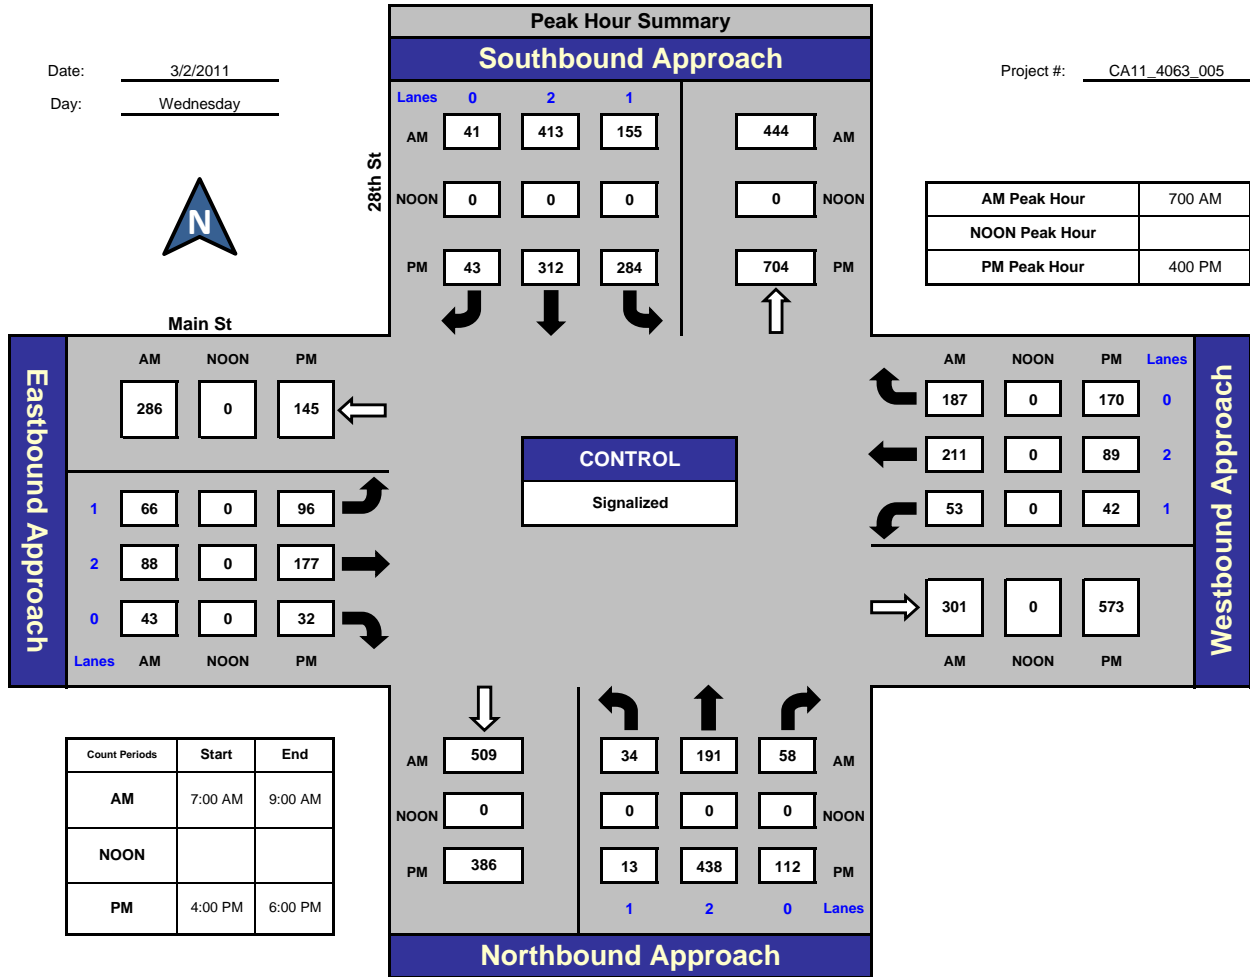 Peak Hour Summary
Southbound Approach
Date: 3/2/2011
Project #: CA11_4063_005
Day: Wednesday
Lanes 0 2 1
AM 41 413 155 444 AM
28th St
N
NOON 0 0 0 0 NOON
PM 43 312 284 704 PM
AM Peak Hour 700 AM
NOON Peak Hour
PM Peak Hour 400 PM
Main St
Eastbound Approach
AM NOON PM
286 0 145
1 66 0 96
2 88 0 177
0 43 0 32
Lanes AM NOON PM
CONTROL
Signalized
AM NOON PM Lanes
187 0 170 0
211 0 89 2
53 0 42 1
301 0 573
AM NOON PM
Westbound Approach
Count Periods Start End
AM 7:00 AM 9:00 AM
NOON
PM 4:00 PM 6:00 PM
AM 509 34 191 58 AM
NOON 0 0 0 0 NOON
PM 386 13 438 112 PM
1 2 0 Lanes
Northbound Approach